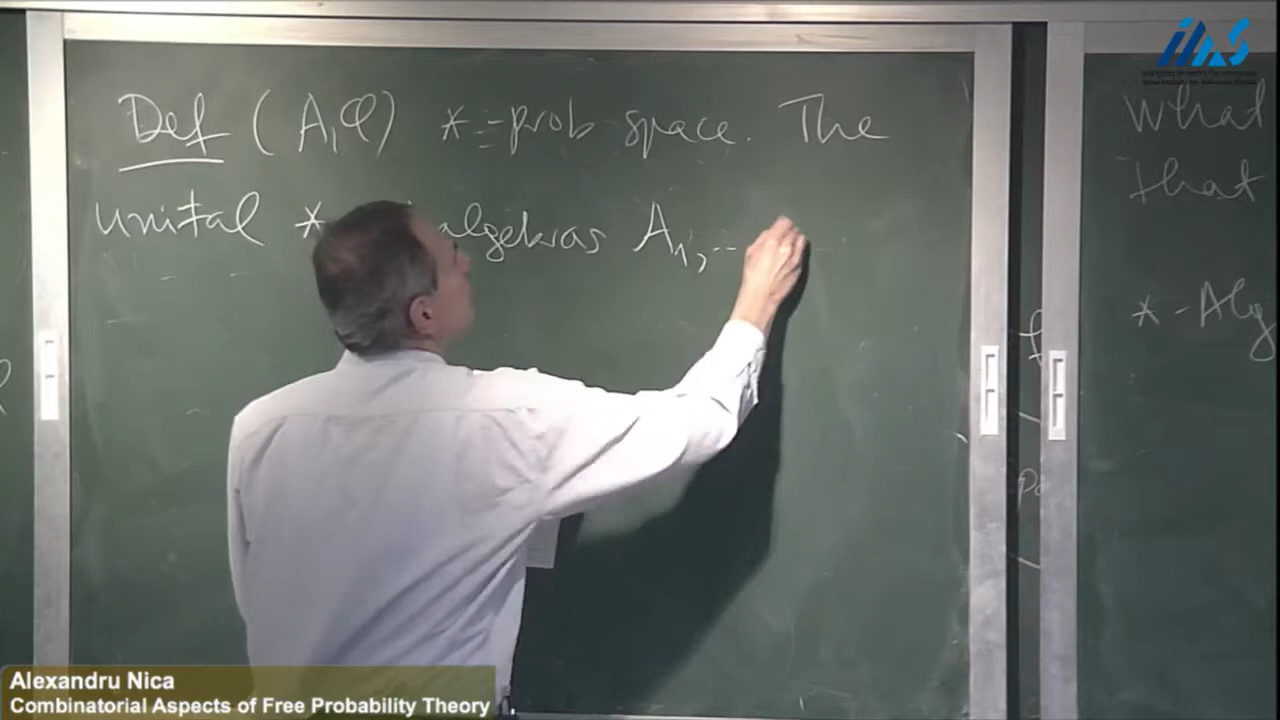 Def (A, φ) *-prob space. The
unital * algebras A₁, ..
What
that
*-Alg
Alexandru Nica
Combinatorial Aspects of Free Probability Theory